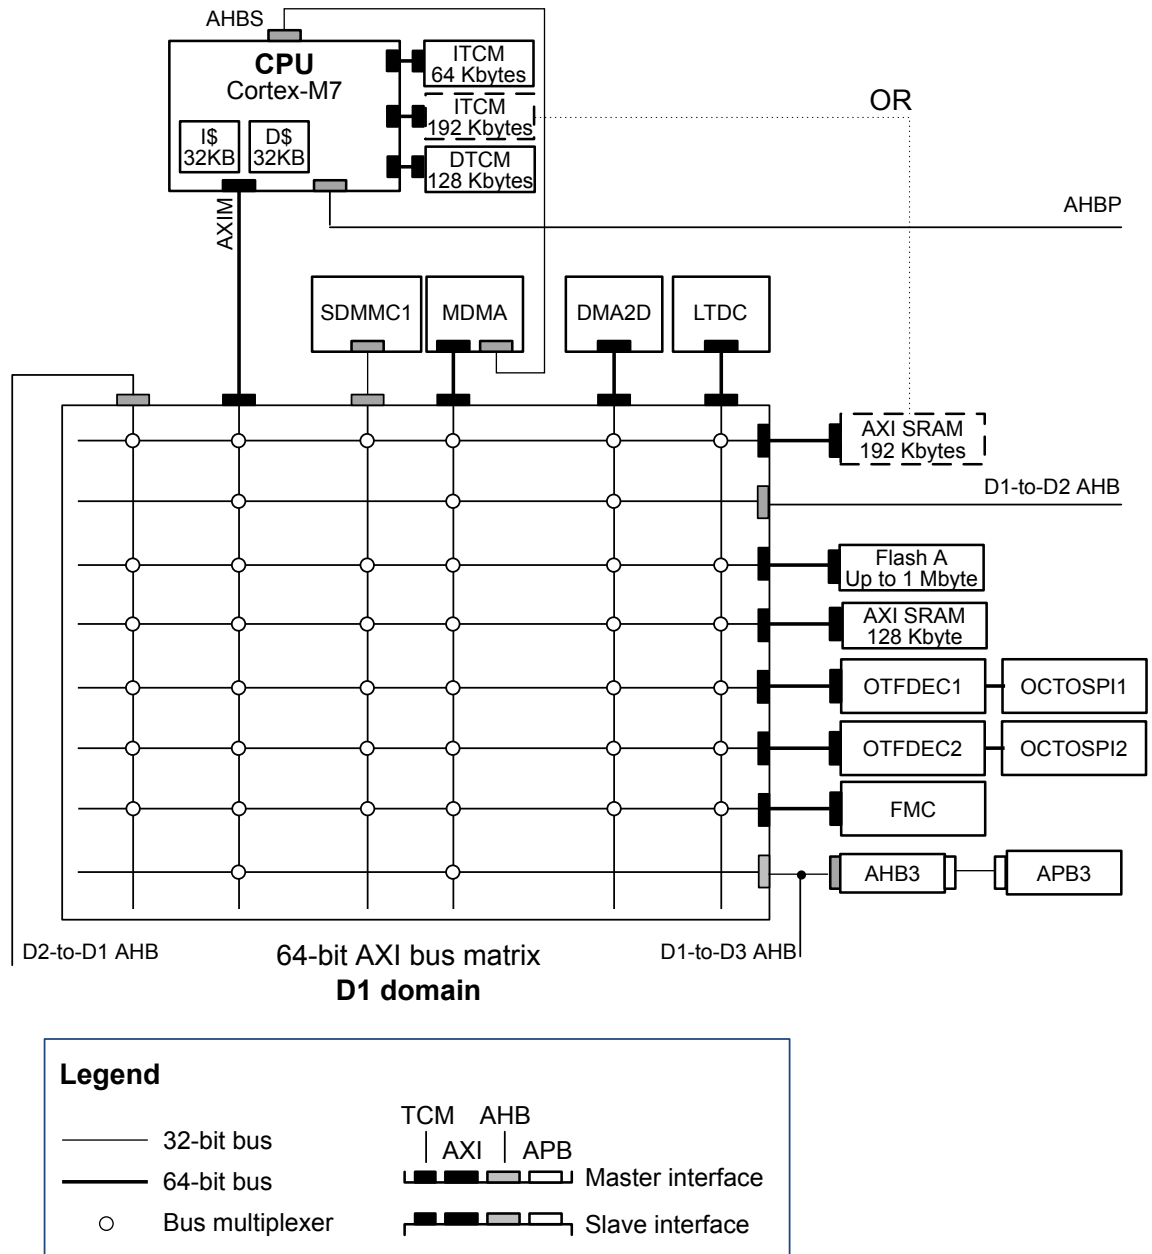 AHBS
CPU
Cortex-M7
I$
32KB
D$
32KB
ITCM
64 Kbytes
ITCM
192 Kbytes
DTCM
128 Kbytes
OR
AXIM
AHBP
SDMMC1
MDMA
DMA2D
LTDC
AXI SRAM
192 Kbytes
D1-to-D2 AHB
Flash A
Up to 1 Mbyte
AXI SRAM
128 Kbyte
OTFDEC1
OCTOSPI1
OTFDEC2
OCTOSPI2
FMC
AHB3
APB3
D2-to-D1 AHB
64-bit AXI bus matrix
D1 domain
D1-to-D3 AHB
Legend
32-bit bus
64-bit bus
Bus multiplexer
TCM
AHB
AXI
APB
Master interface
Slave interface